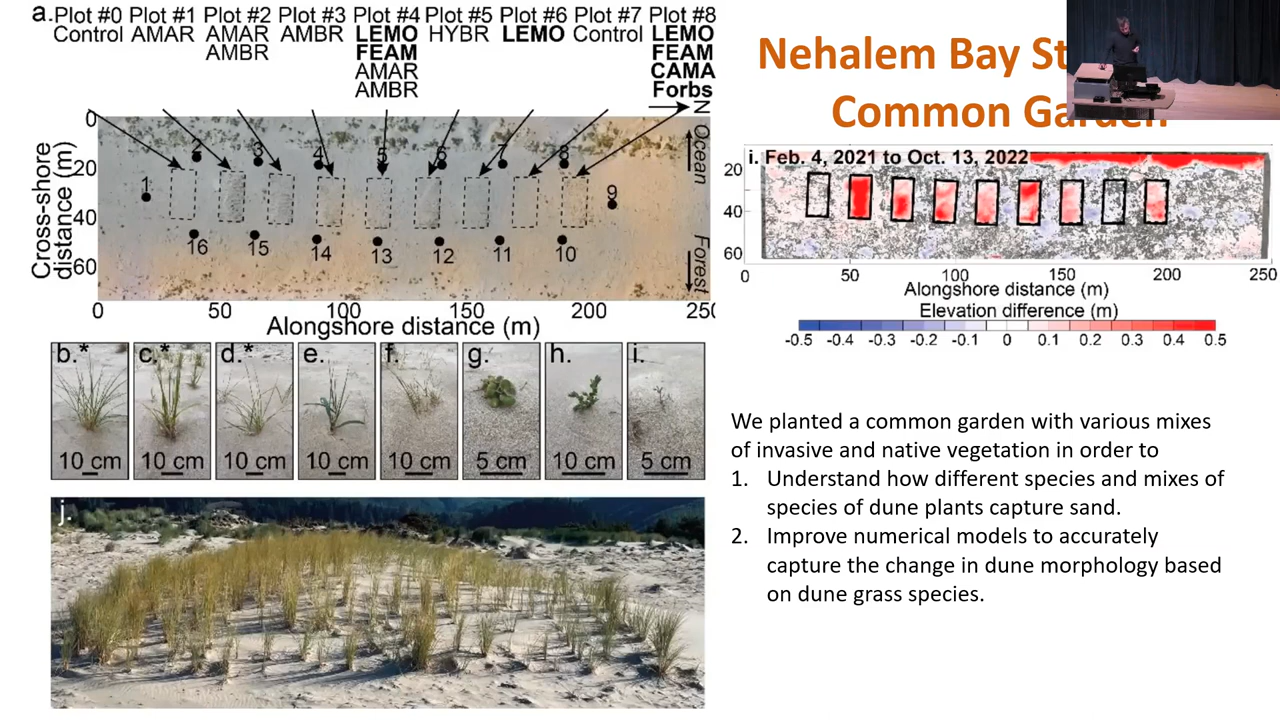 a.
Plot #0 Plot #1 Plot #2 Plot #3 Plot #4 Plot #5 Plot #6 Plot #7 Plot #8
Control AMAR AMAR AMBR LEMO HYBR LEMO Control LEMO
AMBR FEAM FEAM
AMAR CAMA
AMBR Forbs
N
0
20
40
60
Cross-shore
distance (m)
Ocean
Forest
1 2 3 4 5 6 7 8 9
16 15 14 13 12 11 10
0 50 100 150 200 250
Alongshore distance (m)
b.* c.* d.* e. f. g. h. i.
10 cm 10 cm 10 cm 10 cm 10 cm 5 cm 10 cm 5 cm
j.
Nehalem Bay St
Common Garden
i. Feb. 4, 2021 to Oct. 13, 2022
20
40
60
0 50 100 150 200 250
Alongshore distance (m)
Elevation difference (m)
-0.5 -0.4 -0.3 -0.2 -0.1 0 0.1 0.2 0.3 0.4 0.5
We planted a common garden with various mixes
of invasive and native vegetation in order to
1. Understand how different species and mixes of
species of dune plants capture sand.
2. Improve numerical models to accurately
capture the change in dune morphology based
on dune grass species.